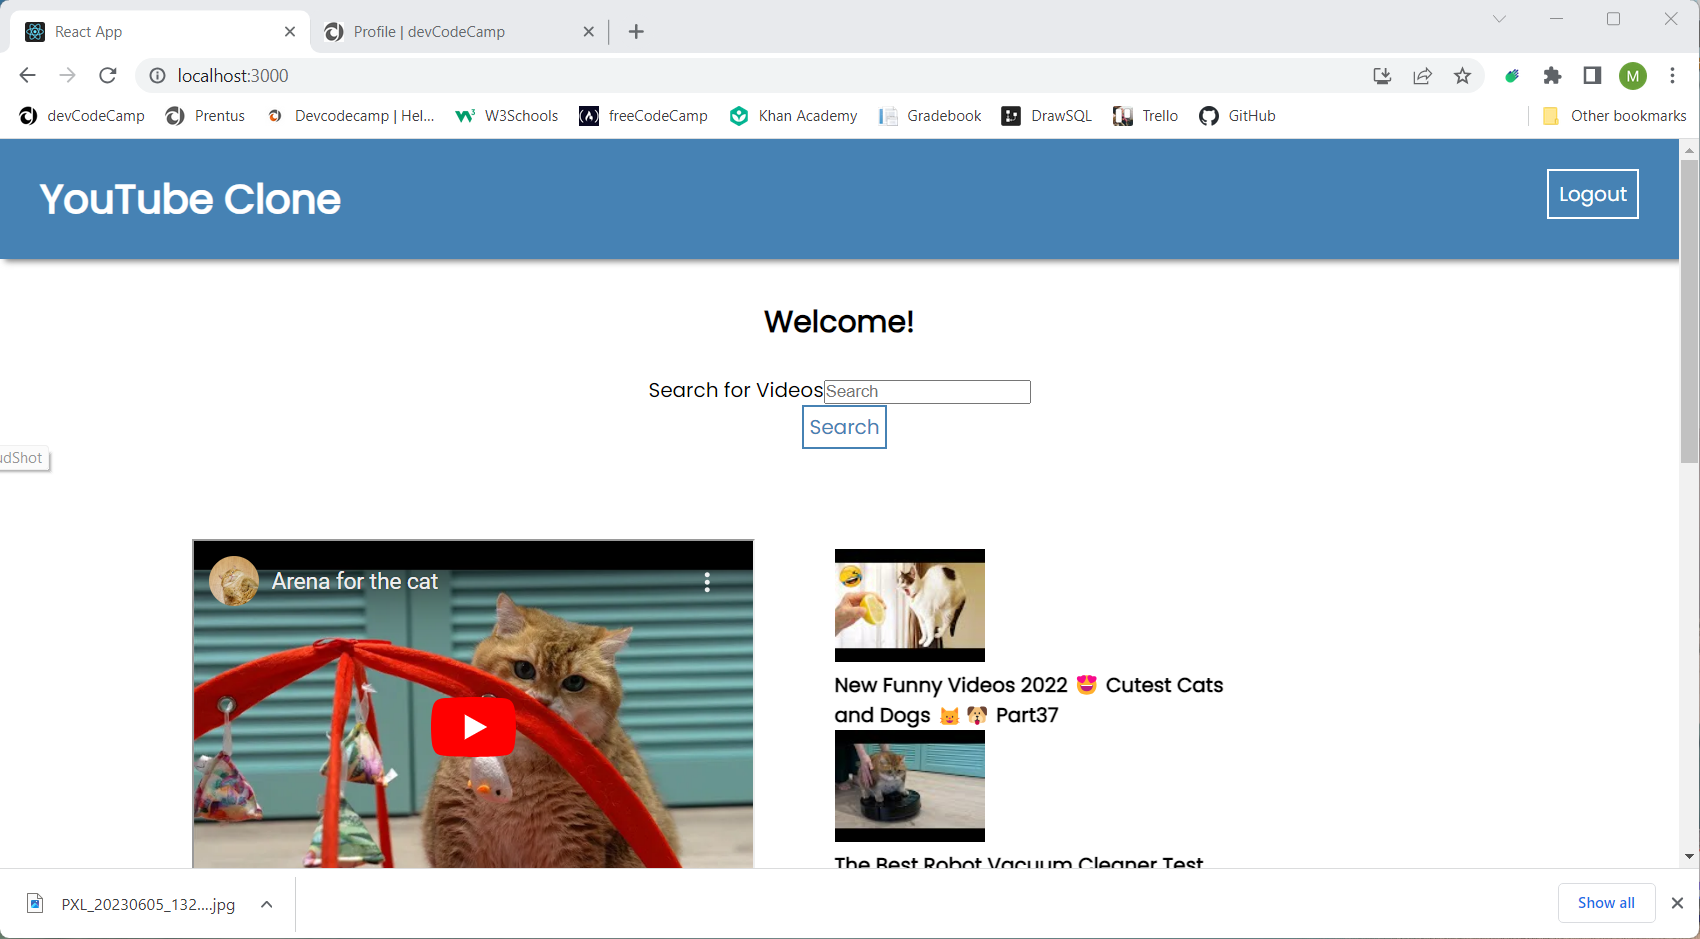 React App
Profile | devCodeCamp
localhost:3000
M
devCodeCamp
Prentus
Devcodecamp | Hel...
W3Schools
freeCodeCamp
Khan Academy
Gradebook
DrawSQL
Trello
GitHub
Other bookmarks
YouTube Clone
Logout
Welcome!
Search for Videos
Search
Search
udShot
Arena for the cat
New Funny Videos 2022 😍 Cutest Cats
and Dogs 😺 🐶 Part37
The Best Robot Vacuum Cleaner Test
PXL_20230605_132....jpg
Show all